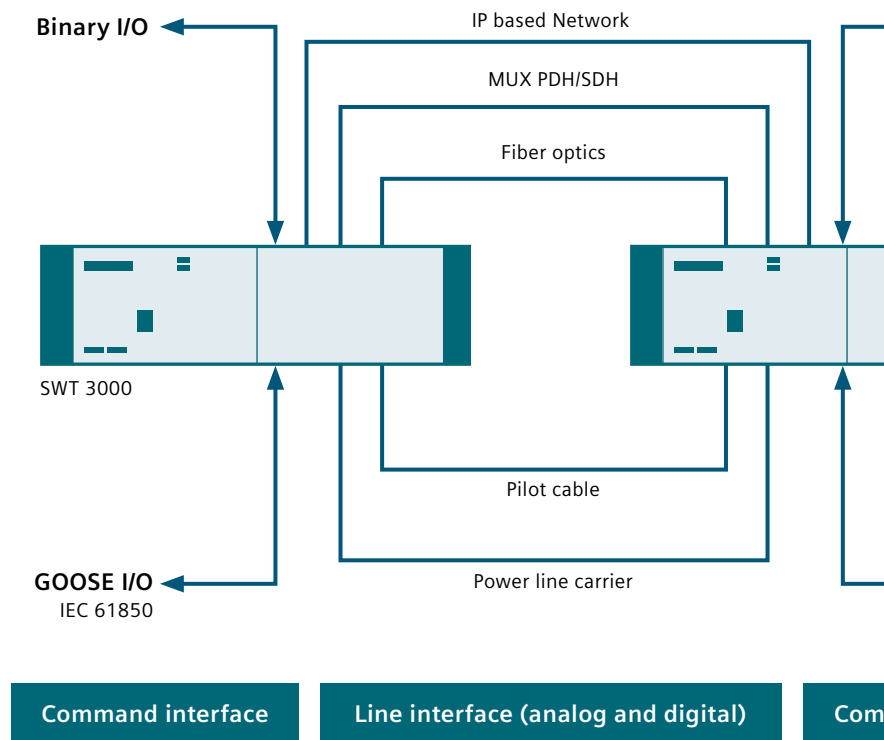 IP based Network
Binary I/O
MUX PDH/SDH
Fiber optics
SWT 3000
Pilot cable
GOOSE I/O
IEC 61850
Power line carrier
Command interface
Line interface (analog and digital)
Com